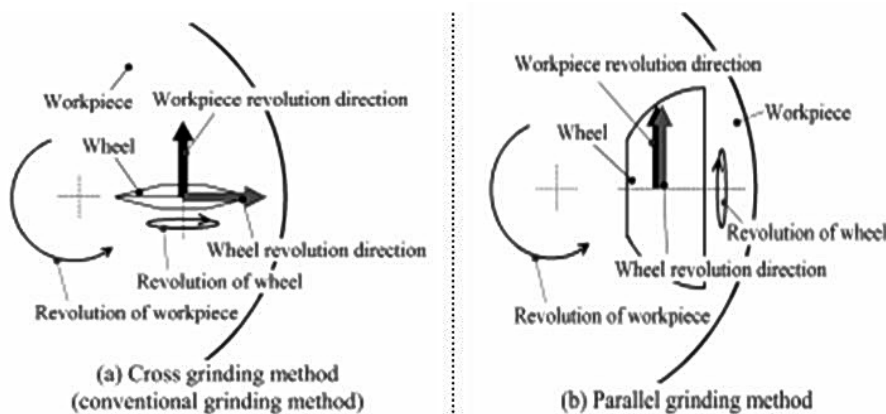 Workpiece
Workpiece revolution direction
Wheel
Wheel revolution direction
Revolution of wheel
Revolution of workpiece
(a) Cross grinding method
(conventional grinding method)
Workpiece revolution direction
Workpiece
Wheel
Revolution of wheel
Wheel revolution direction
Revolution of workpiece
(b) Parallel grinding method